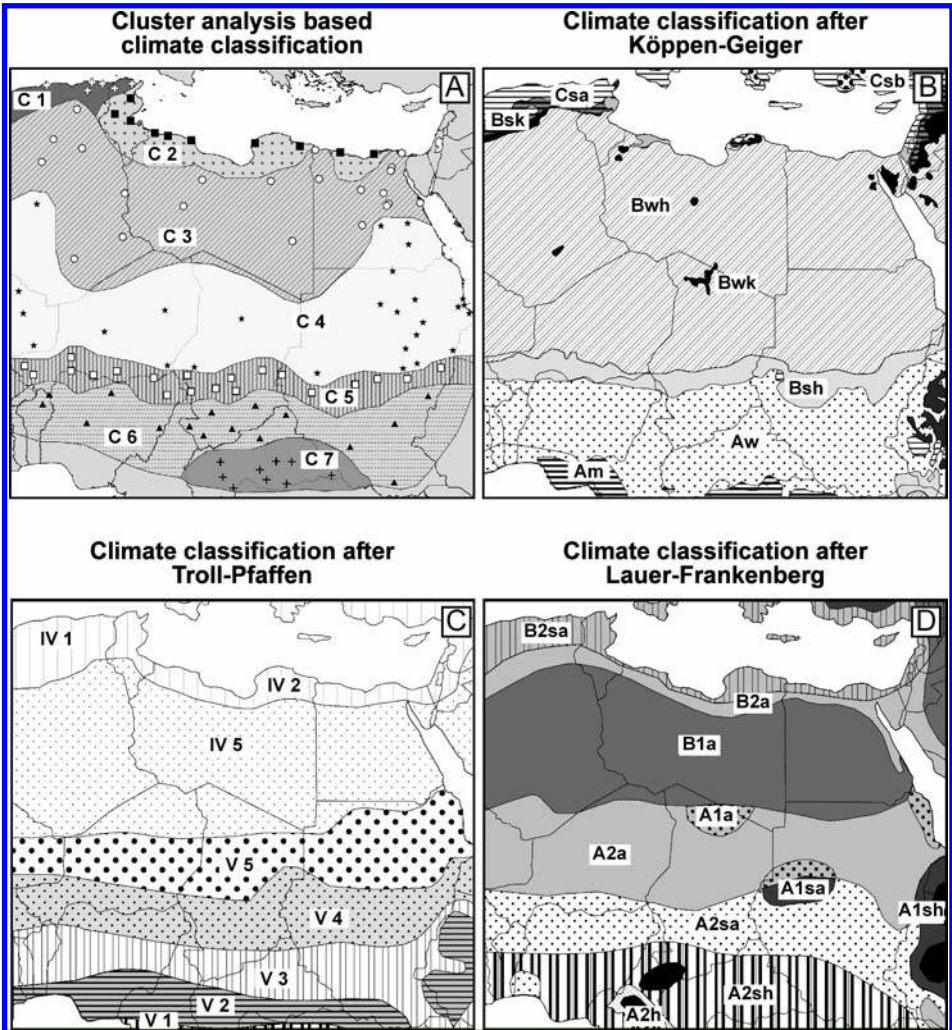 Cluster analysis based
climate classification
Climate classification after
Köppen-Geiger
A
C 1
C 2
C 3
C 4
C 5
C 6
C 7
B
Csb
Csa
Bsk
Bwh
Bwk
Bsh
Aw
Am
Climate classification after
Troll-Pfaffen
Climate classification after
Lauer-Frankenberg
C
IV 1
IV 2
IV 5
V 5
V 4
V 3
V 2
V 1
D
B2sa
B2a
B1a
A1a
A2a
A1sa
A1sh
A2sa
A2sh
A2h